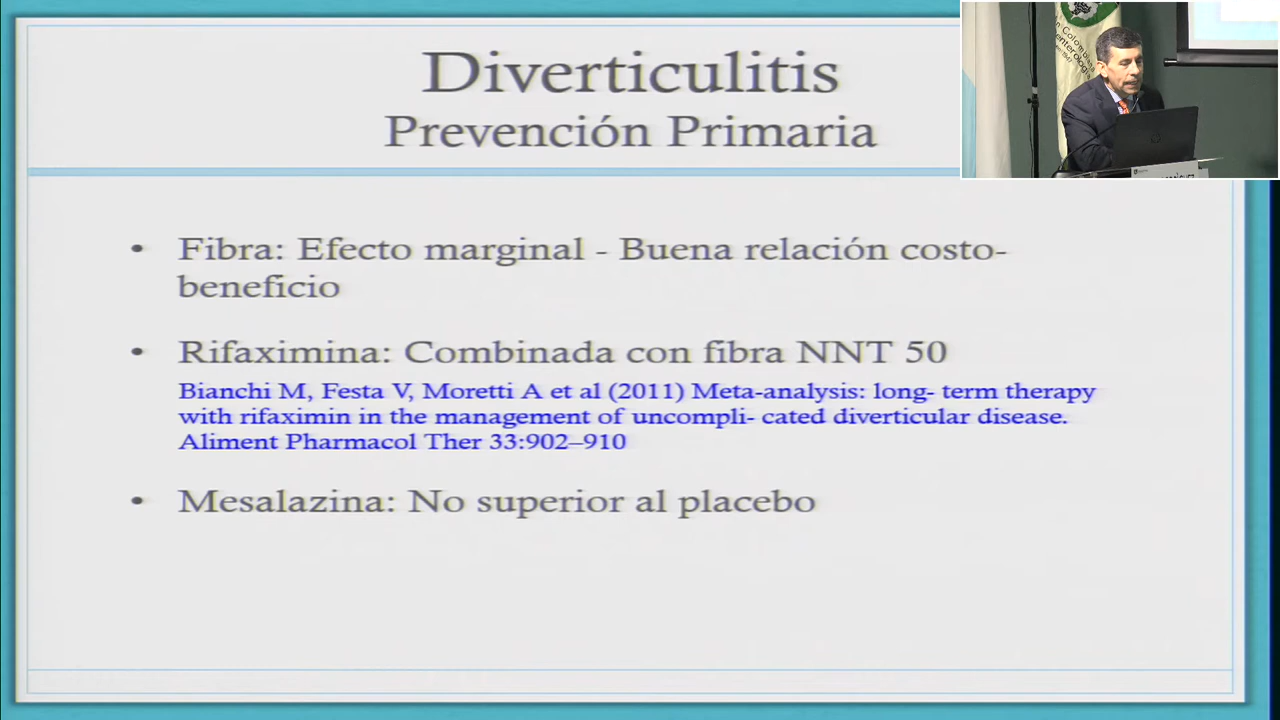 Diverticulitis
Prevención Primaria
• Fibra: Efecto marginal - Buena relación costo-
beneficio
• Rifaximina: Combinada con fibra NNT 50
Bianchi M, Festa V, Moretti A et al (2011) Meta-analysis: long- term therapy
with rifaximin in the management of uncompli- cated diverticular disease.
Aliment Pharmacol Ther 33:902–910
• Mesalazina: No superior al placebo